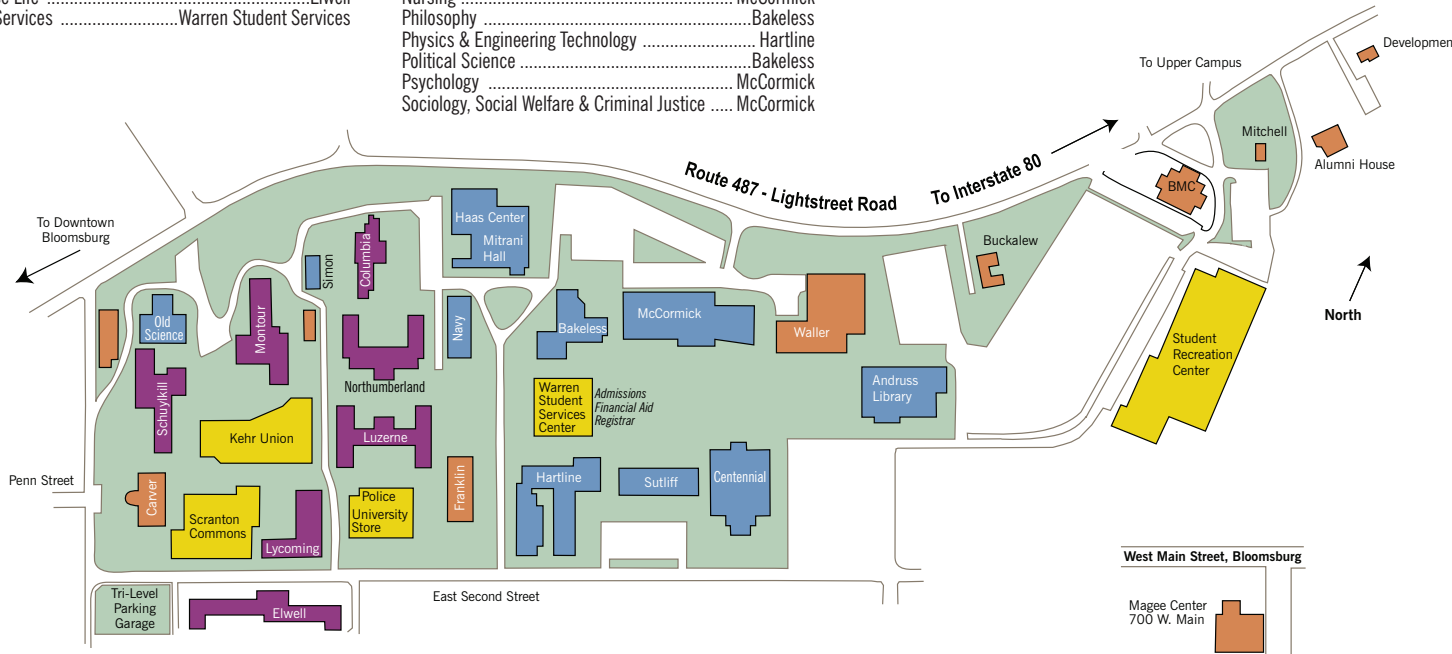 e Life ............................................................Elwell
Services .........................Warren Student Services
Nursing ......................................................... McCormick
Philosophy ..........................................................Bakeless
Physics & Engineering Technology ........................ Hartline
Political Science .................................................Bakeless
Psychology ..................................................... McCormick
Sociology, Social Welfare & Criminal Justice ..... McCormick
Developmen
To Upper Campus
Mitchell
Alumni House
BMC
Route 487 - Lightstreet Road
To Interstate 80
To Downtown
Bloomsburg
Haas Center
Mitrani
Hall
Columbia
Simon
Buckalew
North
Old
Science
Montour
Navy
Bakeless
McCormick
Waller
Student
Recreation
Center
Northumberland
Schuylkill
Andruss
Library
Warren
Student
Services
Center
Admissions
Financial Aid
Registrar
Kehr Union
Luzerne
Penn Street
Carver
Scranton
Commons
Lycoming
Police
University
Store
Franklin
Hartline
Sutliff
Centennial
West Main Street, Bloomsburg
Tri-Level
Parking
Garage
Elwell
East Second Street
Magee Center
700 W. Main